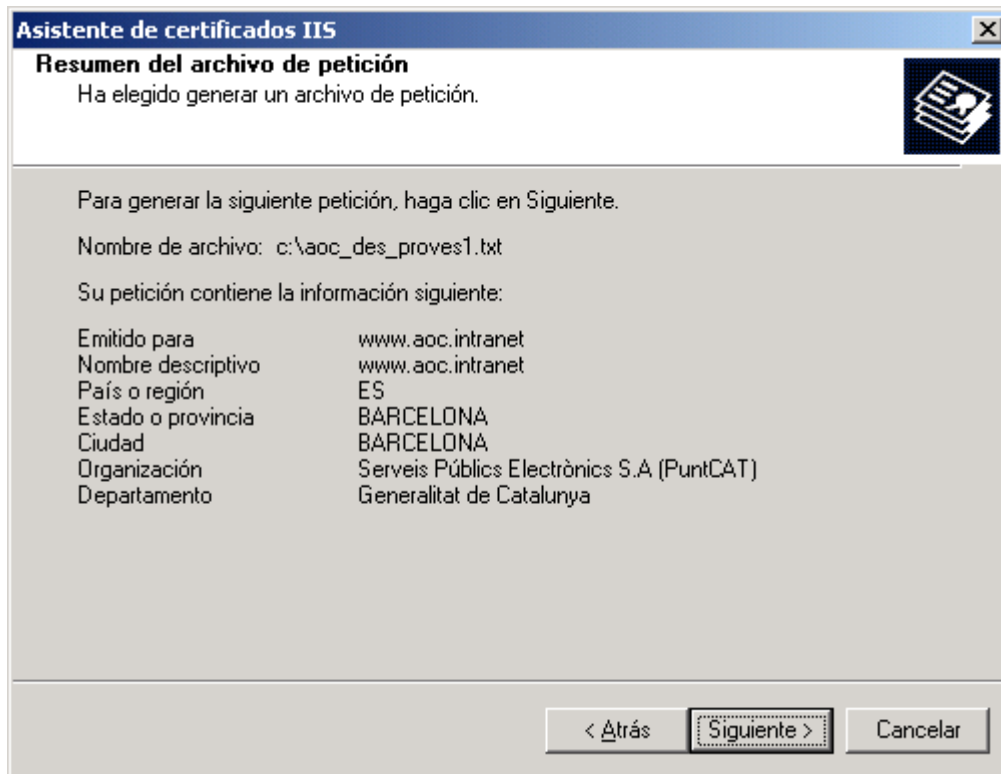 Asistente de certificados IIS
Resumen del archivo de petición
Ha elegido generar un archivo de petición.
Para generar la siguiente petición, haga clic en Siguiente.
Nombre de archivo: c:\aoc_des_proves1.txt
Su petición contiene la información siguiente:
Emitido para www.aoc.intranet
Nombre descriptivo www.aoc.intranet
País o región ES
Estado o provincia BARCELONA
Ciudad BARCELONA
Organización Serveis Públics Electrònics S.A (PuntCAT)
Departamento Generalitat de Catalunya
< Atrás Siguiente > Cancelar